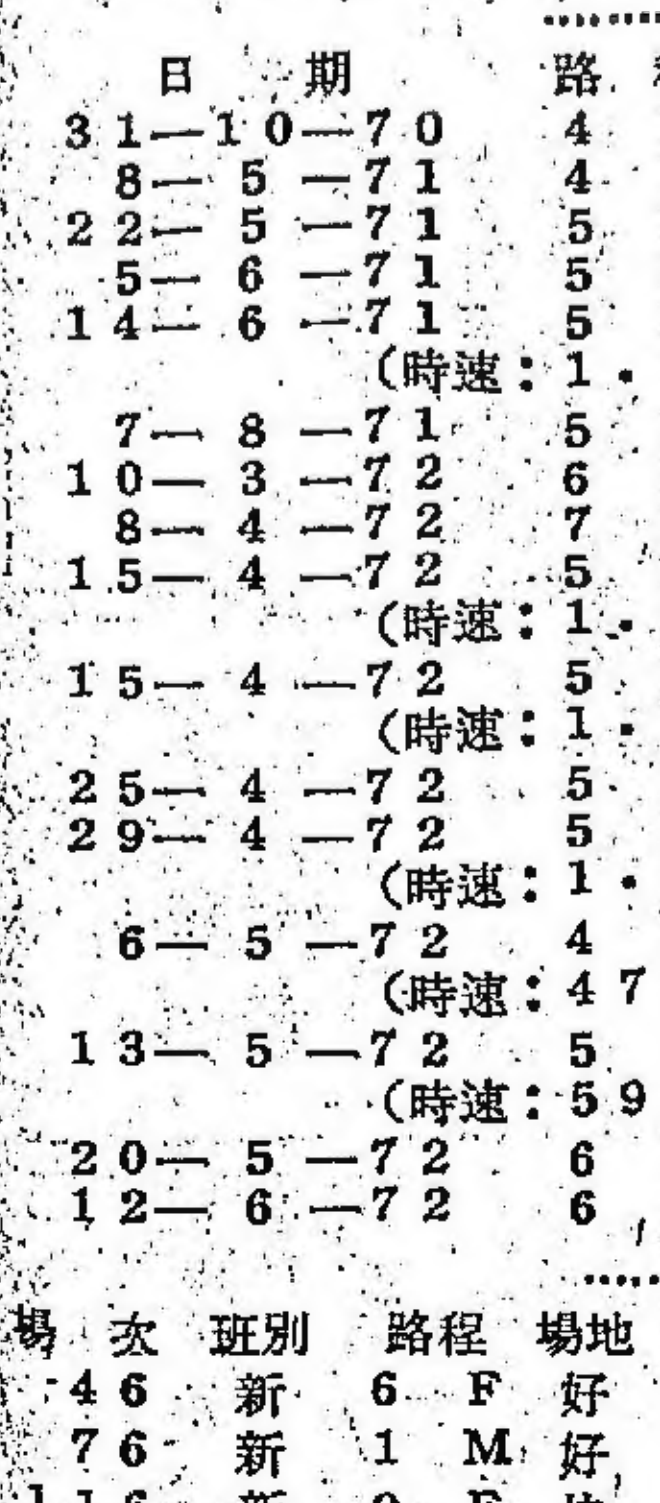 日 期 路
31—10—70 4
8—5—71 4
22—5—71 5
5—6—71 5
14—6—71 5
(時速：1.
7—8—71 5
10—3—72 6
8—4—72 7
15—4—72 5
(時速：1.
15—4—72 5
(時速：1.
25—4—72 5
29—4—72 5
(時速：1.
6—5—72 4
(時速：47
13—5—72 5
(時速：59
20—5—72 6
12—6—72 6
場次 班別 路程 場地
46 新 6 F 好
76 新 1 M 好